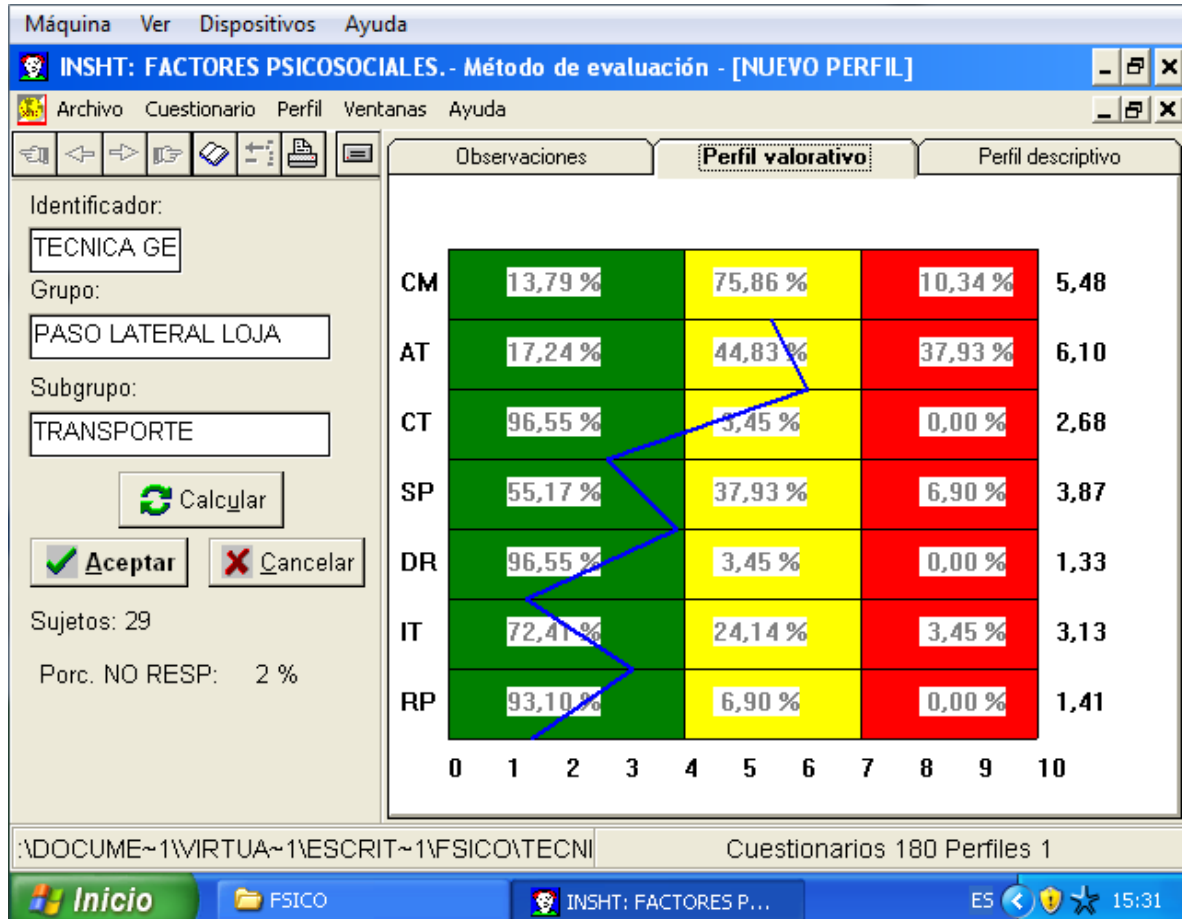 Máquina Ver Dispositivos Ayuda
INSHT: FACTORES PSICOSOCIALES.- Método de evaluación - [NUEVO PERFIL]
Archivo Cuestionario Perfil Ventanas Ayuda
Observaciones Perfil valorativo Perfil descriptivo
Identificador:
TECNICA GE
Grupo:
PASO LATERAL LOJA
Subgrupo:
TRANSPORTE
Calcular
Aceptar Cancelar
Sujetos: 29
Porc. NO RESP: 2 %
CM 13,79 % 75,86 % 10,34 % 5,48
AT 17,24 % 44,83 % 37,93 % 6,10
CT 96,55 % 3,45 % 0,00 % 2,68
SP 55,17 % 37,93 % 6,90 % 3,87
DR 96,55 % 3,45 % 0,00 % 1,33
IT 72,41 % 24,14 % 3,45 % 3,13
RP 93,10 % 6,90 % 0,00 % 1,41
0 1 2 3 4 5 6 7 8 9 10
:\DOCUME~1\VIRTUA~1\ESCRIT~1\FSICO\TECNI Cuestionarios 180 Perfiles 1
Inicio FSICO INSHT: FACTORES P... ES 15:31